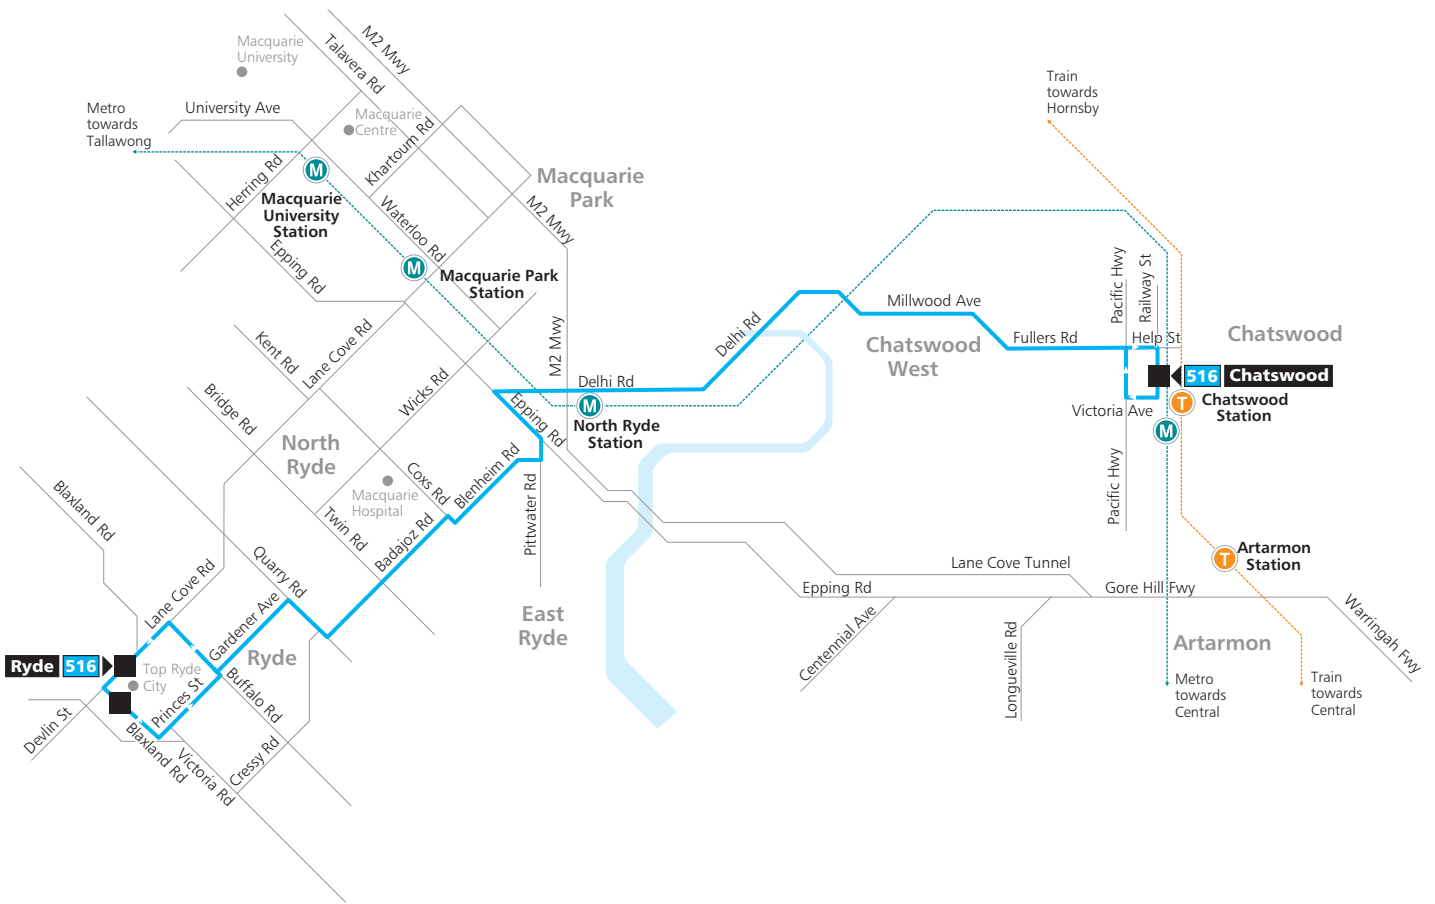 Macquarie
University
Metro
towards
Tallawong
University Ave
Talavera Rd
M2 Mwy
Macquarie
Centre
Khartoum Rd
Herring Rd
M
Macquarie
University
Station
Epping Rd
Waterloo Rd
M
Macquarie Park
Station
Macquarie
Park
M2 Mwy
Train
towards
Hornsby
Pacific Hwy
Railway St
Millwood Ave
Fullers Rd
Help St
Chatswood
Chatswood
West
Delhi Rd
M2 Mwy
Delhi Rd
516 Chatswood
Victoria Ave
T
Chatswood
Station
M
Pacific Hwy
M
North Ryde
Station
Kent Rd
Lane Cove Rd
Bridge Rd
Wicks Rd
Epping Rd
North
Ryde
Coxs Rd
Blenheim Rd
Macquarie
Hospital
Twin Rd
Badajoz Rd
Pittwater Rd
Blaxland Rd
Quarry Rd
Lane Cove Rd
Gardener Ave
East
Ryde
Ryde
Ryde 516
Top Ryde
City
Princes St
Buffalo Rd
Devlin St
Blaxland Rd
Victoria Rd
Cressy Rd
Lane Cove Tunnel
Epping Rd
Gore Hill Fwy
T
Artarmon
Station
Centennial Ave
Longueville Rd
Artarmon
Warringah Fwy
Metro
towards
Central
Train
towards
Central